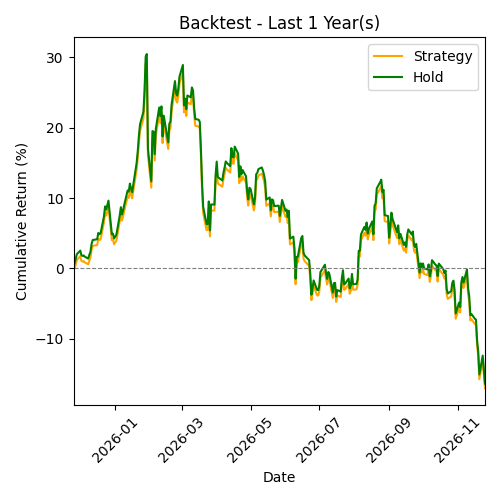 Backtest - Last 1 Year(s)
Strategy
Hold
Cumulative Return (%)
30
20
10
0
−10
2026-01
2026-03
2026-05
2026-07
2026-09
2026-11
Date